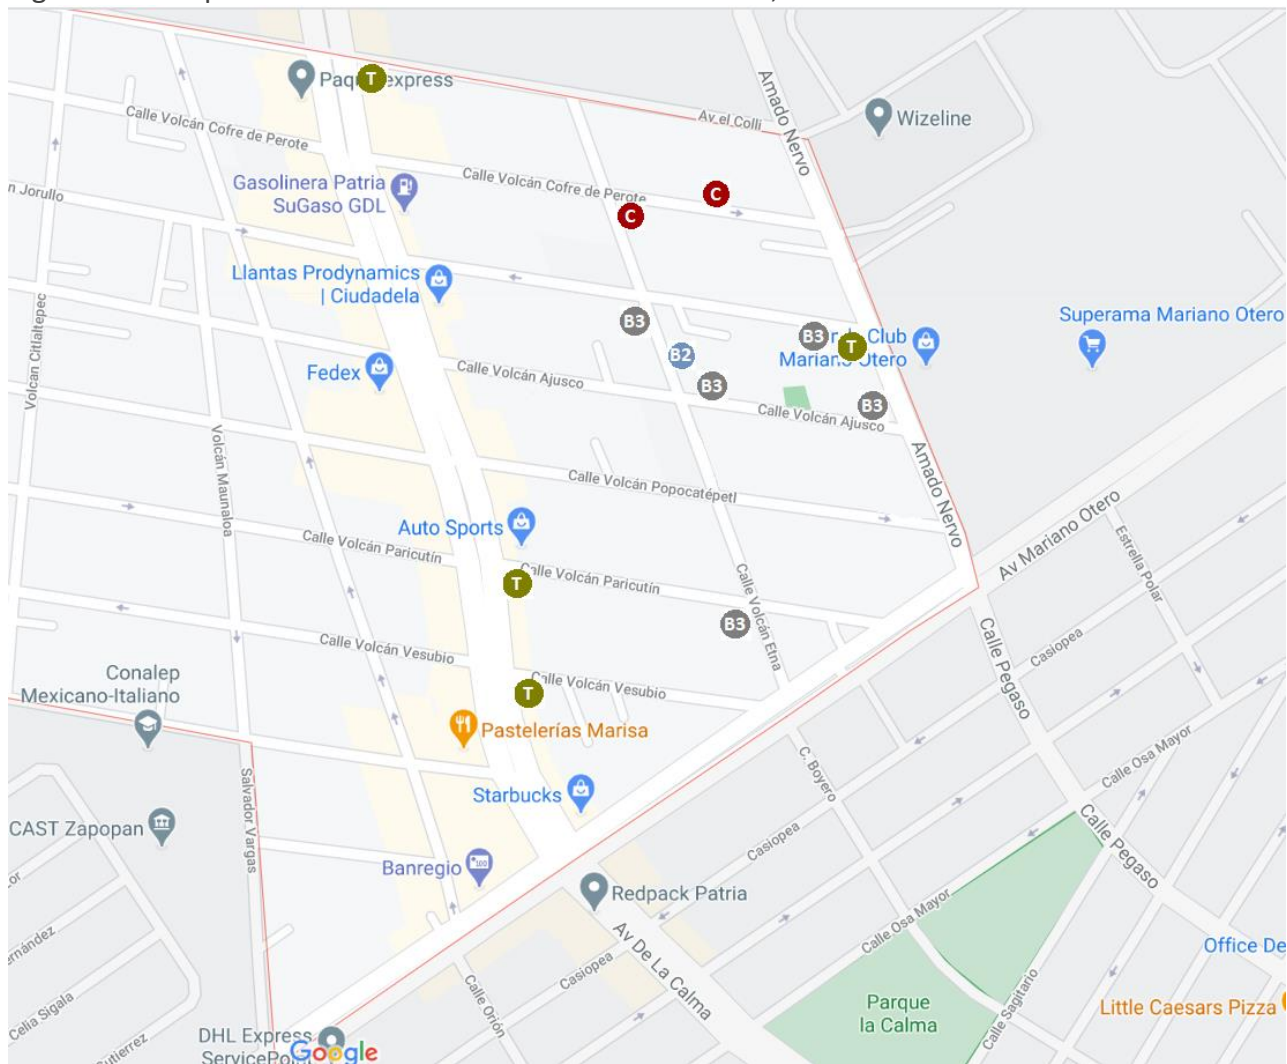 T
Paq express
Av el Colli
Amado Nervo
Wizeline
Calle Volcán Cofre de Perote
Calle Volcán Cofre de Perote
n Jorullo
Gasolinera Patria
SuGaso GDL
C
C
Llantas Prodynamics
| Ciudadela
Volcan Citlaltepec
B3
B3
Club
Mariano Otero
T
Superama Mariano Otero
B2
Fedex
Calle Volcán Ajusco
B3
B3
Calle Volcán Ajusco
Volcán Maunaloa
Amado Nervo
Calle Volcán Popocatépetl
Av Mariano Otero
Auto Sports
Calle Volcán Paricutín
Estrella Polar
T
Calle Volcán Paricutín
Calle Volcán Etna
B3
Calle Volcán Vesubio
Casiopea
Calle Pegaso
Conalep
Mexicano-Italiano
T
Calle Volcán Vesubio
Pastelerías Marisa
Calle Osa Mayor
C. Boyero
Salvador Vargas
Starbucks
CAST Zapopan
Casiopea
Calle Pegaso
Banregio
Redpack Patria
Calle Osa Mayor
Av De La Calma
Office De
Casiopea
Calle Orión
Calle Sagitario
Parque
la Calma
Little Caesars Pizza
Celia Sigala
DHL Express
Google